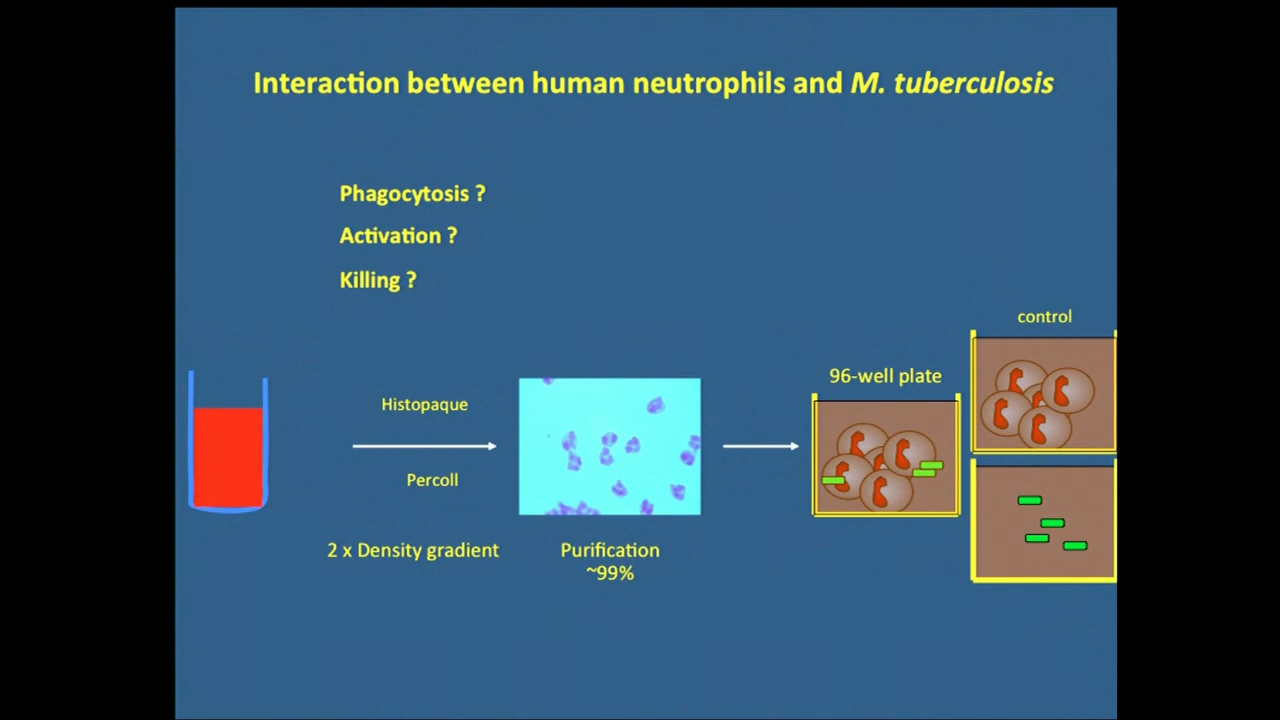 Interaction between human neutrophils and M. tuberculosis
Phagocytosis ?
Activation ?
Killing ?
control
96-well plate
Histopaque
Percoll
2 x Density gradient
Purification
~99%